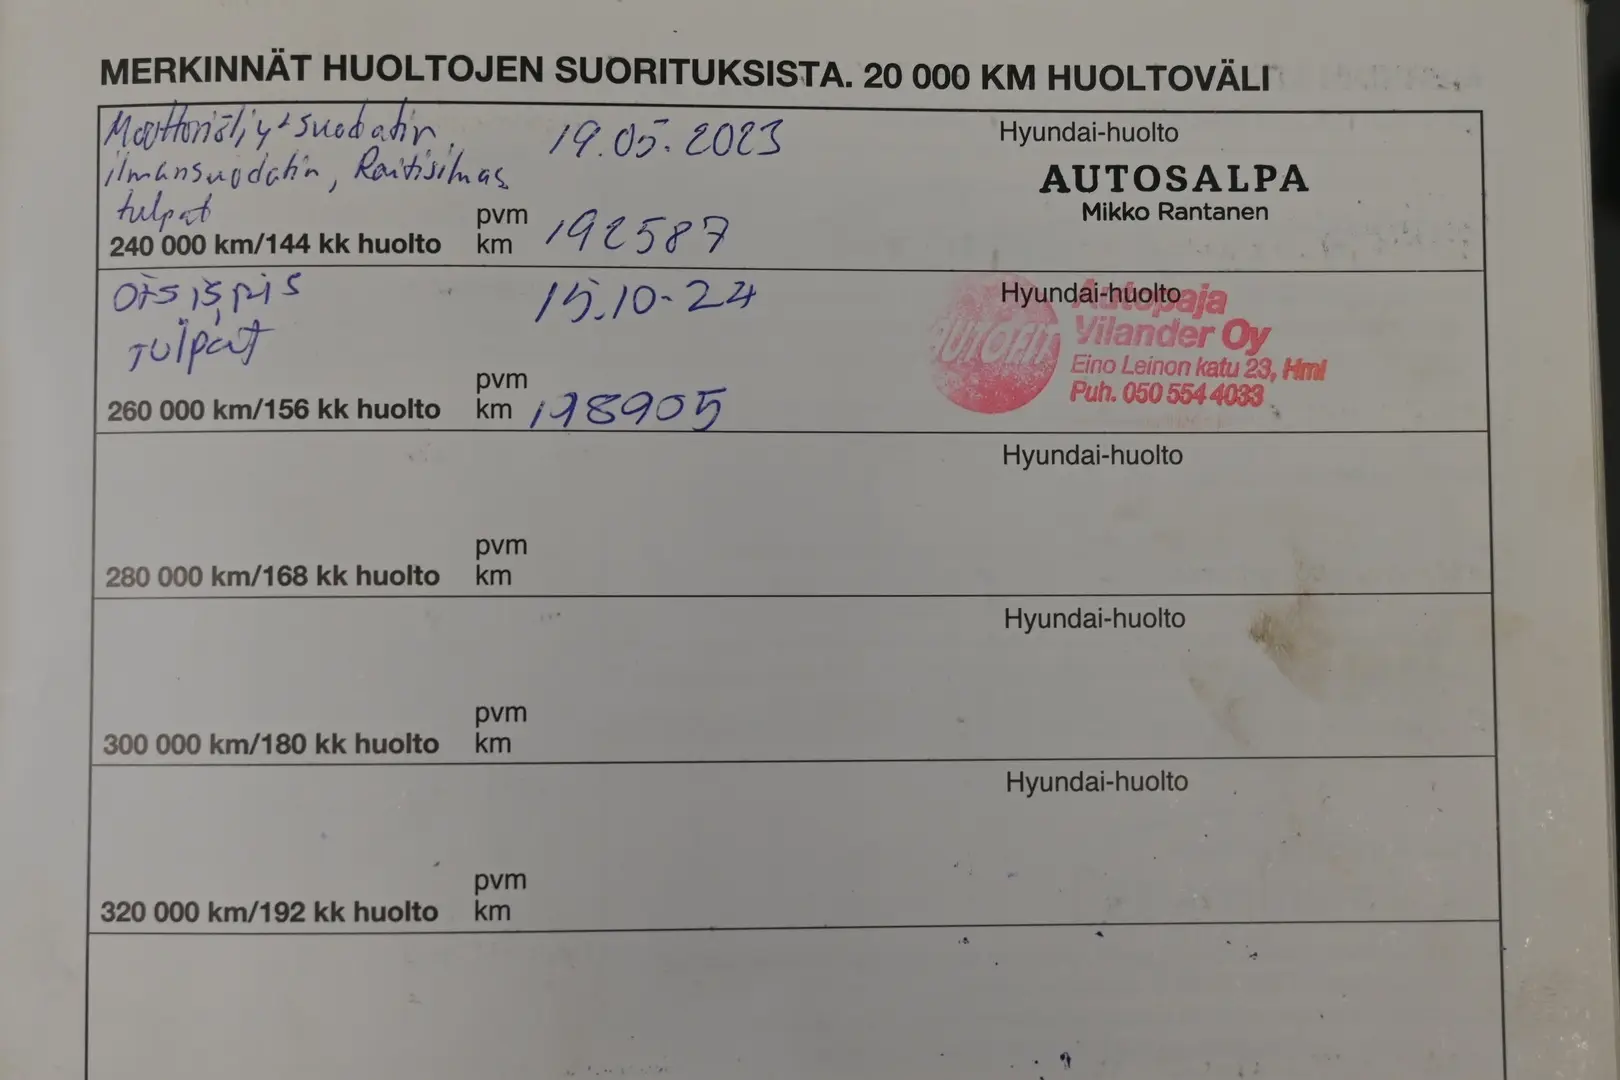 MERKINNÄT HUOLTOJEN SUORITUKSISTA. 20 000 KM HUOLTOVÄLI
Moottoriöljy + suodatin,
ilmansuodatin, Raitisilmas
tulpat
240 000 km/144 kk huolto
pvm 19.05.2023
km 192587
Hyundai-huolto
AUTOSALPA
Mikko Rantanen
tulpat
260 000 km/156 kk huolto
pvm 15.10-24
km 198905
Hyundai-huolto
AUTOFIT
Autopaja
Vilander Oy
Eino Leinon katu 23, Hml
Puh. 050 554 4033
280 000 km/168 kk huolto
pvm
km
Hyundai-huolto
300 000 km/180 kk huolto
pvm
km
Hyundai-huolto
320 000 km/192 kk huolto
pvm
km
Hyundai-huolto